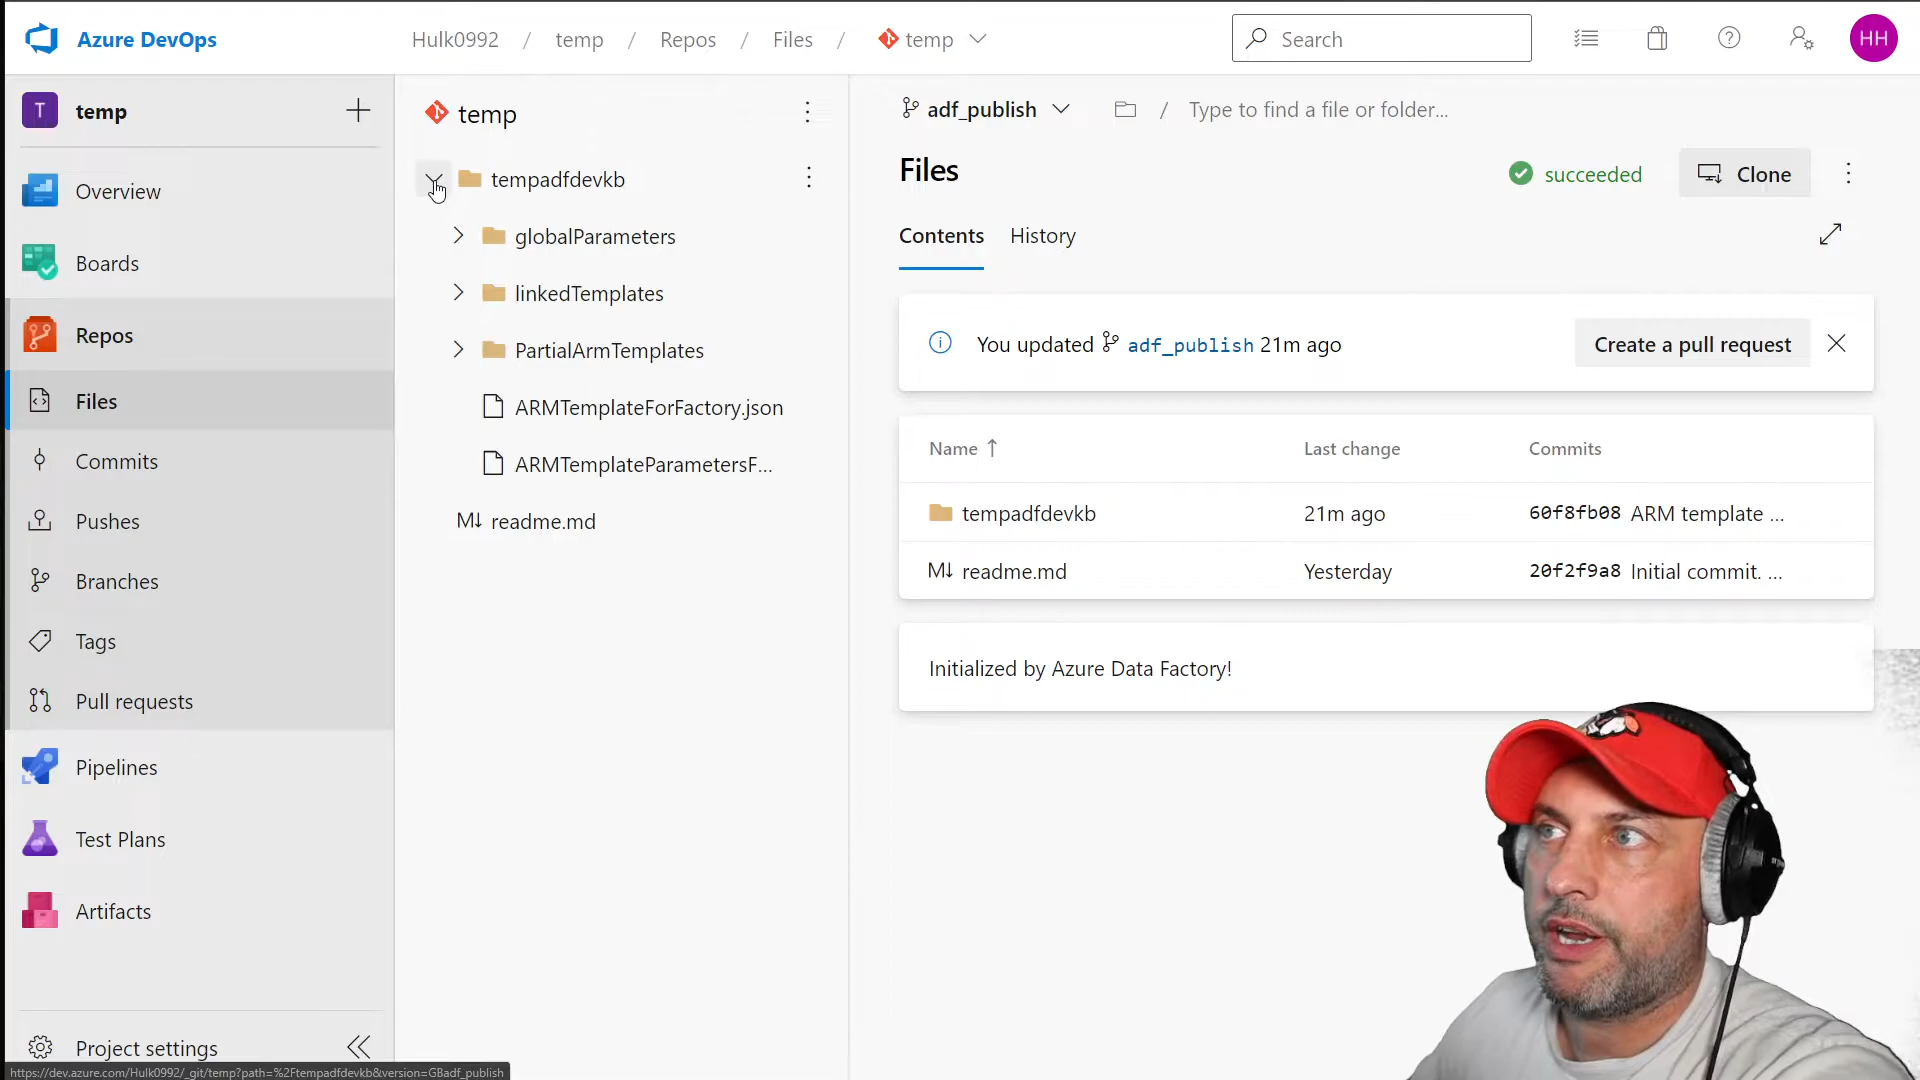 Azure DevOps
Hulk0992 / temp / Repos / Files / temp
Search
HH
T
temp
Overview
Boards
Repos
Files
Commits
Pushes
Branches
Tags
Pull requests
Pipelines
Test Plans
Artifacts
Project settings
https://dev.azure.com/Hulk0992/_git/temp?path=%2Ftempadfdevkb&version=GBadf_publish
temp
tempadfdevkb
globalParameters
linkedTemplates
PartialArmTemplates
ARMTemplateForFactory.json
ARMTemplateParametersF...
M↓ readme.md
adf_publish / Type to find a file or folder...
Files
succeeded
Clone
Contents History
You updated adf_publish 21m ago
Create a pull request
Name ↑ Last change Commits
tempadfdevkb 21m ago 60f8fb08 ARM template ...
M↓ readme.md Yesterday 20f2f9a8 Initial commit. ...
Initialized by Azure Data Factory!